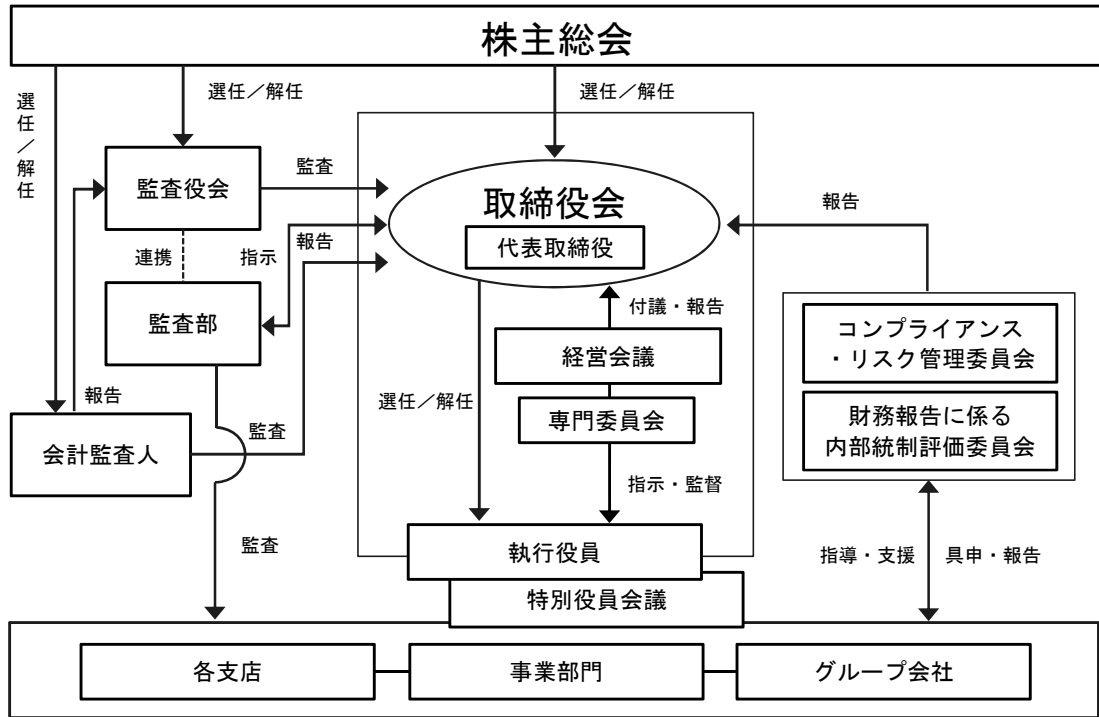 株主総会
選任／解任
選任／解任
選任／解任
監査役会
監査
取締役会
代表取締役
報告
連携
指示
報告
監査部
付議・報告
経営会議
コンプライアンス
・リスク管理委員会
報告
選任／解任
専門委員会
財務報告に係る
内部統制評価委員会
会計監査人
監査
指示・監督
監査
執行役員
指導・支援
具申・報告
特別役員会議
各支店
事業部門
グループ会社